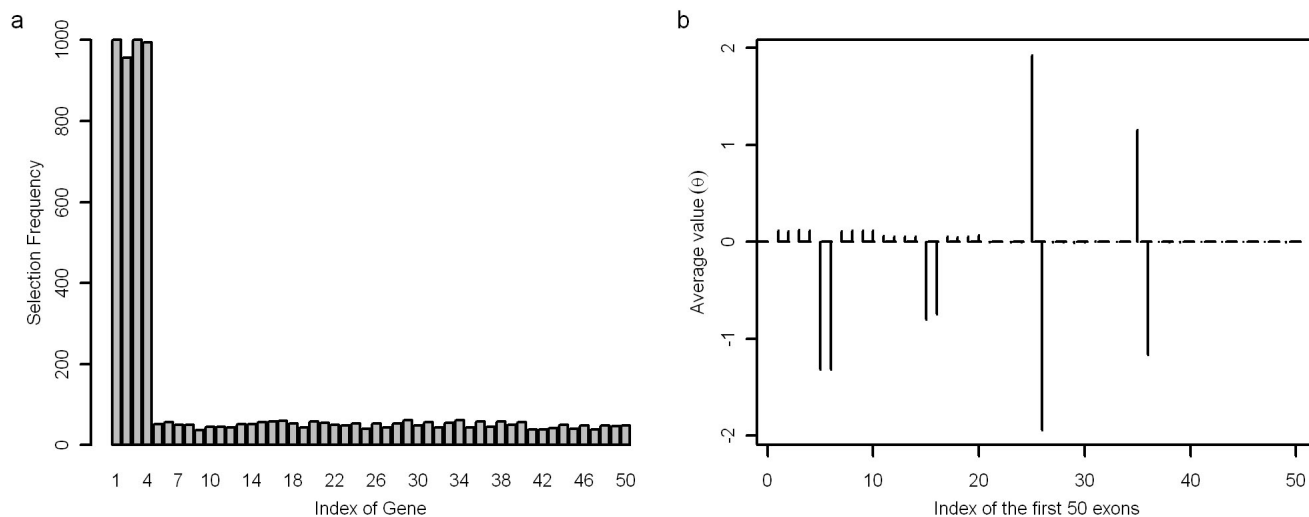 a
Selection Frequency
1000
800
600
400
200
0
1 4 7 10 14 18 22 26 30 34 38 42 46 50
Index of Gene
b
Average value (θ)
2
1
0
-1
-2
0 10 20 30 40 50
Index of the first 50 exons